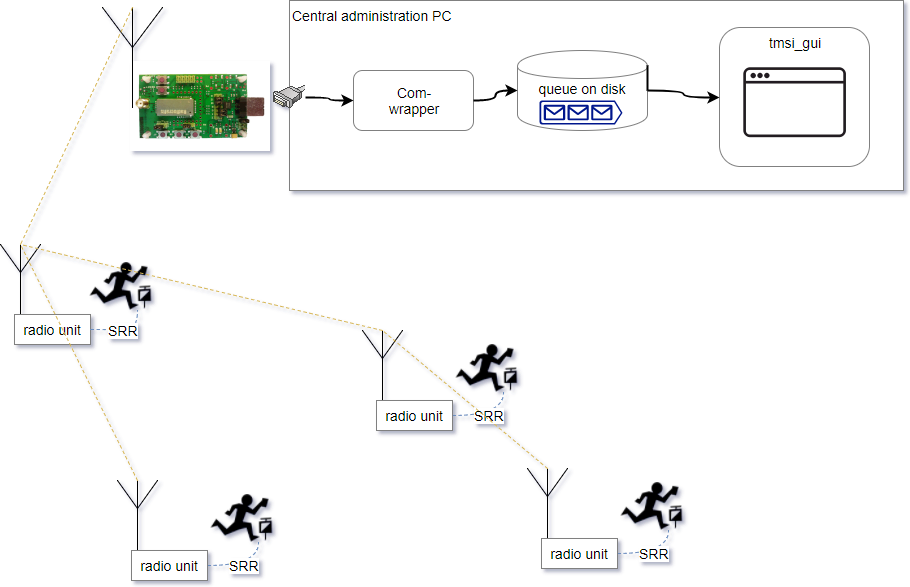 Central administration PC
tmsi_gui
Com-
wrapper
queue on disk
radio unit
SRR
radio unit
SRR
radio unit
SRR
radio unit
SRR